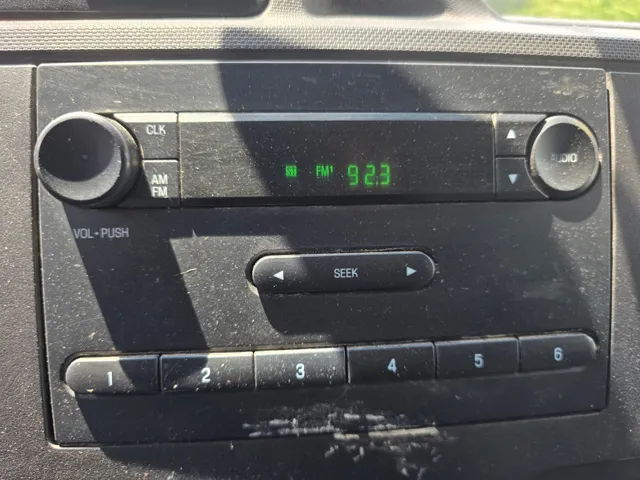 CLK
AM
FM
FM1 92.3
AUDIO
VOL • PUSH
SEEK
1 2 3 4 5 6